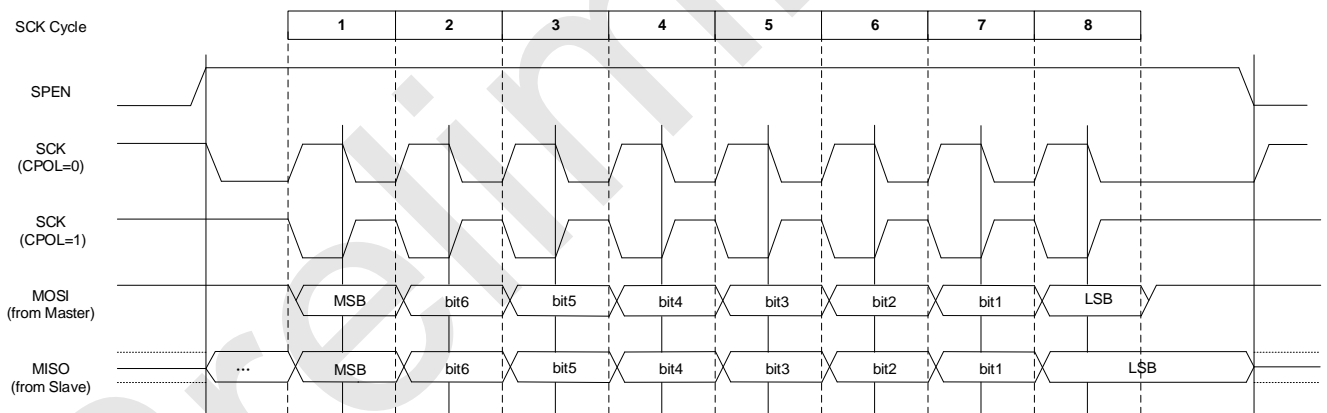 SCK Cycle 1 2 3 4 5 6 7 8
SPEN
SCK
(CPOL=0)
SCK
(CPOL=1)
MOSI
(from Master)
MSB bit6 bit5 bit4 bit3 bit2 bit1 LSB
MISO
(from Slave)
... MSB bit6 bit5 bit4 bit3 bit2 bit1 LSB
relim